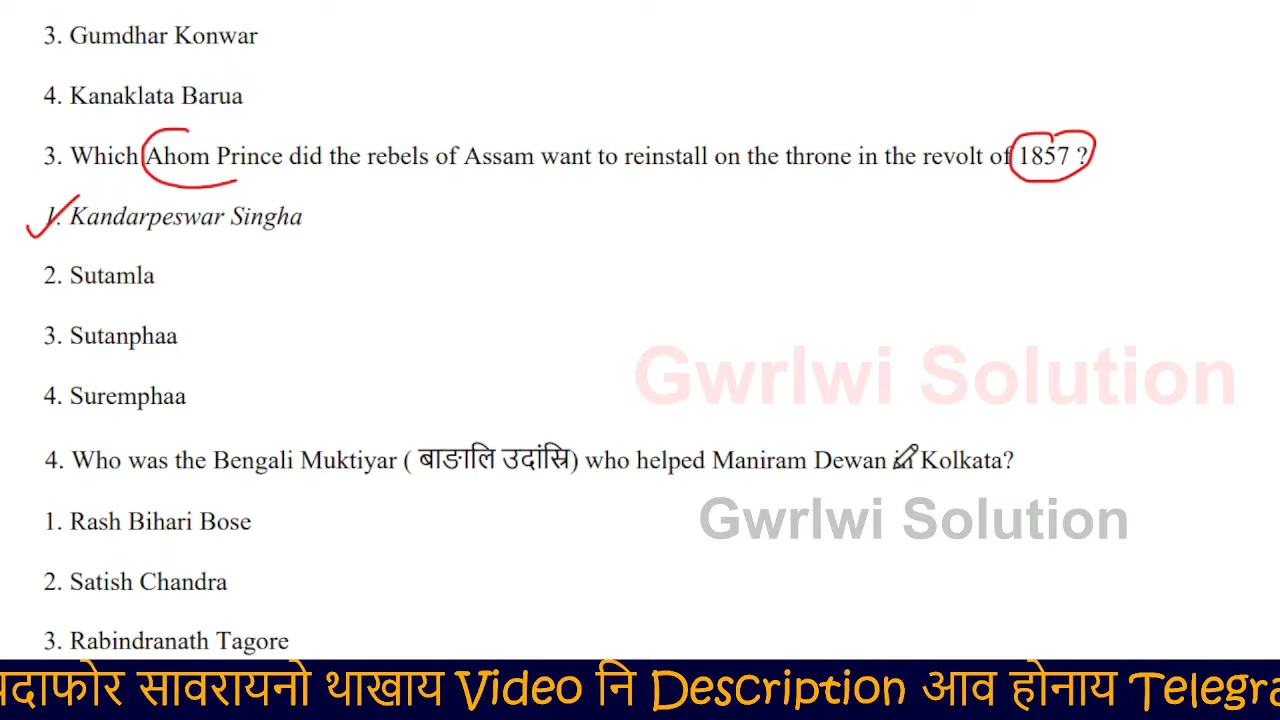 3. Gumdhar Konwar
4. Kanaklata Barua
3. Which Ahom Prince did the rebels of Assam want to reinstall on the throne in the revolt of 1857 ?
1. Kandarpeswar Singha
2. Sutamla
3. Sutanphaa
4. Suremphaa
Gwrlwi Solution
4. Who was the Bengali Muktiyar ( बाङालि उदांस्रि) who helped Maniram Dewan in Kolkata?
1. Rash Bihari Bose
Gwrlwi Solution
2. Satish Chandra
3. Rabindranath Tagore
सावरायनो थाखाय Video नि Description आव होनाय